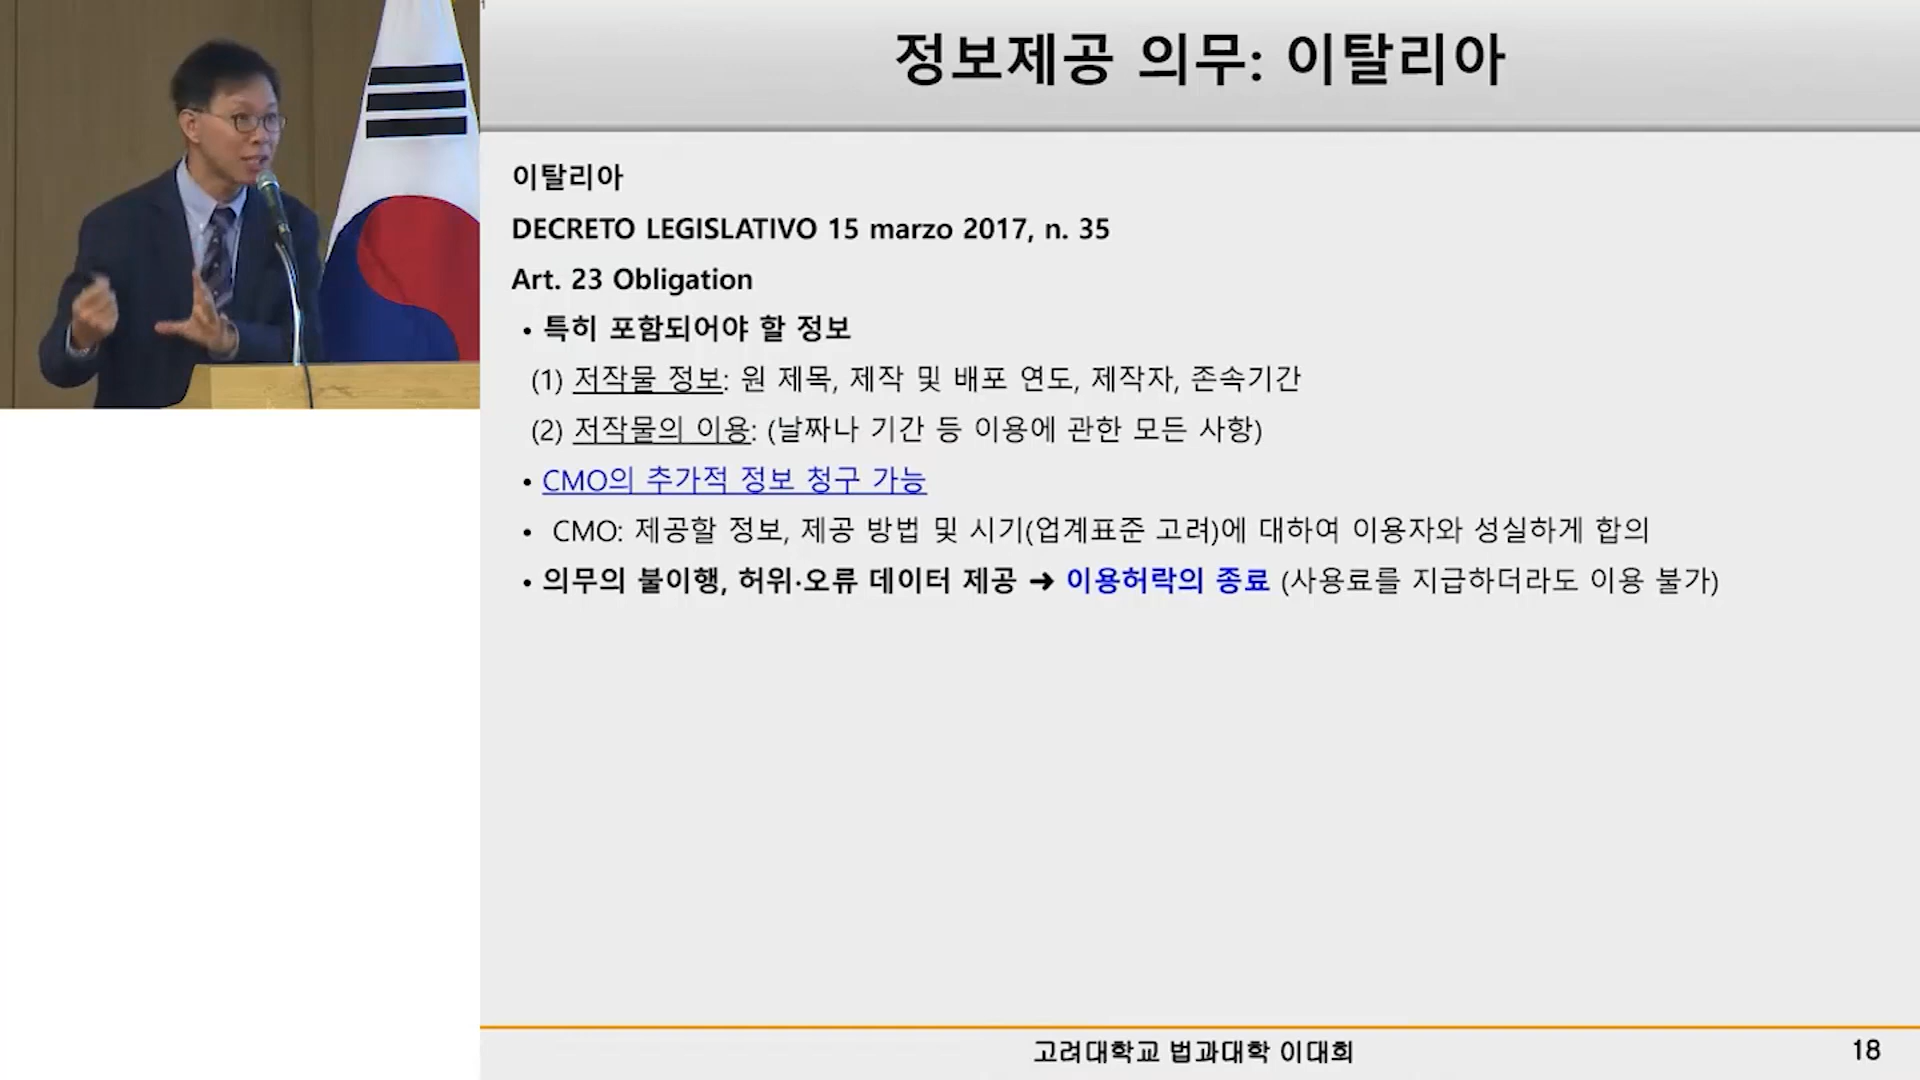 정보제공 의무: 이탈리아
이탈리아
DECRETO LEGISLATIVO 15 marzo 2017, n. 35
Art. 23 Obligation
• 특히 포함되어야 할 정보
(1) 저작물 정보: 원 제목, 제작 및 배포 연도, 제작자, 존속기간
(2) 저작물의 이용: (날짜나 기간 등 이용에 관한 모든 사항)
• CMO의 추가적 정보 청구 가능
• CMO: 제공할 정보, 제공 방법 및 시기(업계표준 고려)에 대하여 이용자와 성실하게 합의
• 의무의 불이행, 허위·오류 데이터 제공 ➔ 이용허락의 종료 (사용료를 지급하더라도 이용 불가)
고려대학교 법과대학 이대희
18